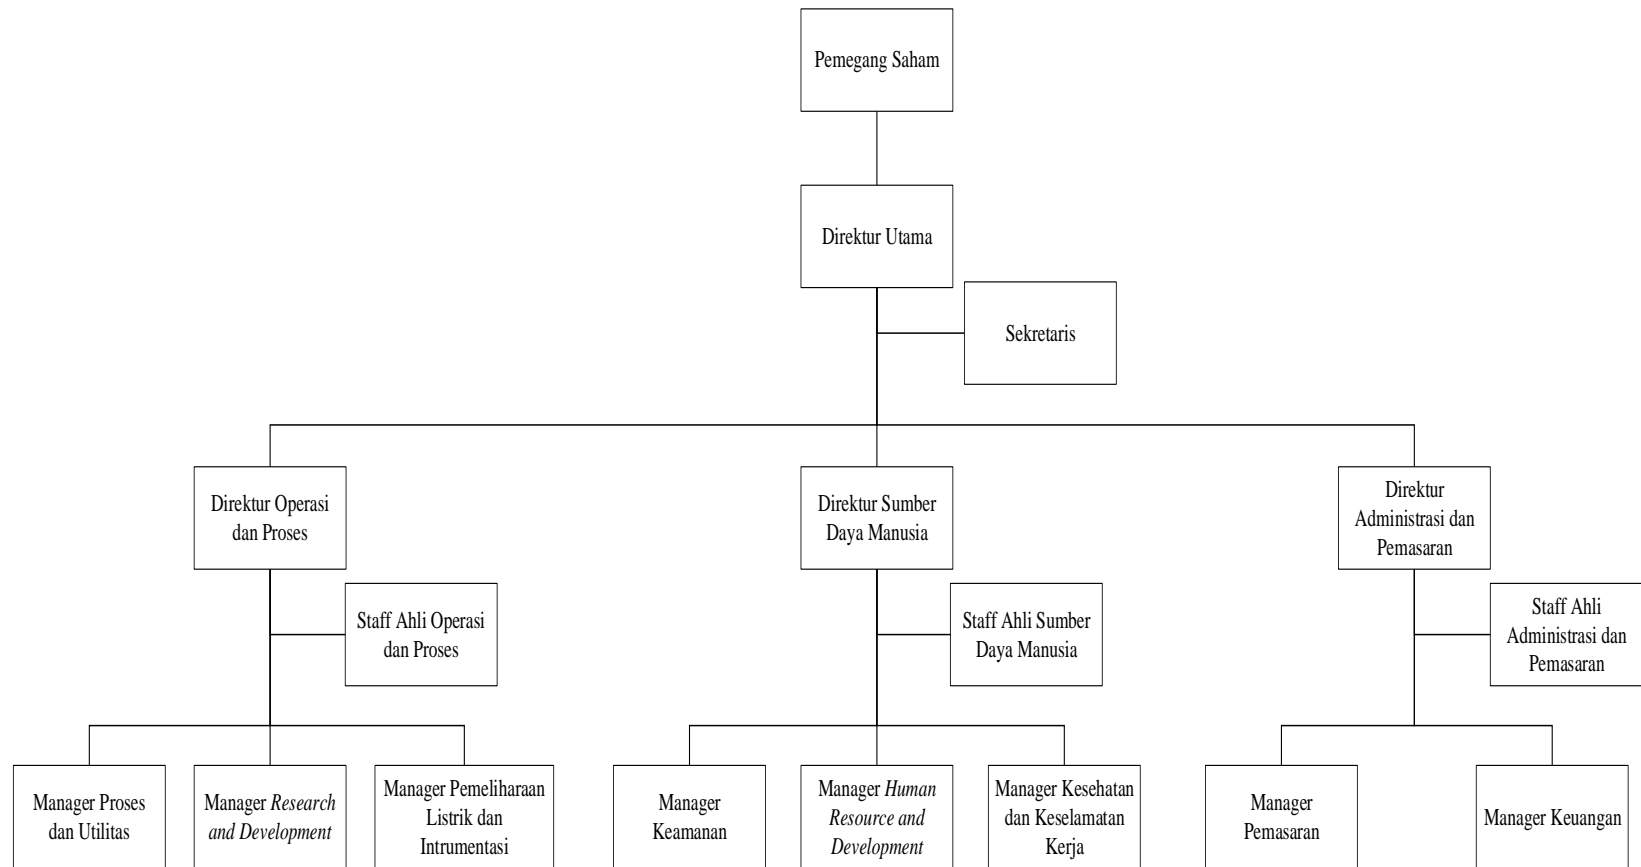 Pemegang Saham
Direktur Utama
Sekretaris
Direktur Operasi
dan Proses
Direktur Sumber
Daya Manusia
Direktur
Administrasi dan
Pemasaran
Staff Ahli Operasi
dan Proses
Staff Ahli Sumber
Daya Manusia
Staff Ahli
Administrasi dan
Pemasaran
Manager Proses
dan Utilitas
Manager Research
and Development
Manager Pemeliharaan
Listrik dan
Intrumentasi
Manager
Keamanan
Manager Human
Resource and
Development
Manager Kesehatan
dan Keselamatan
Kerja
Manager
Pemasaran
Manager Keuangan